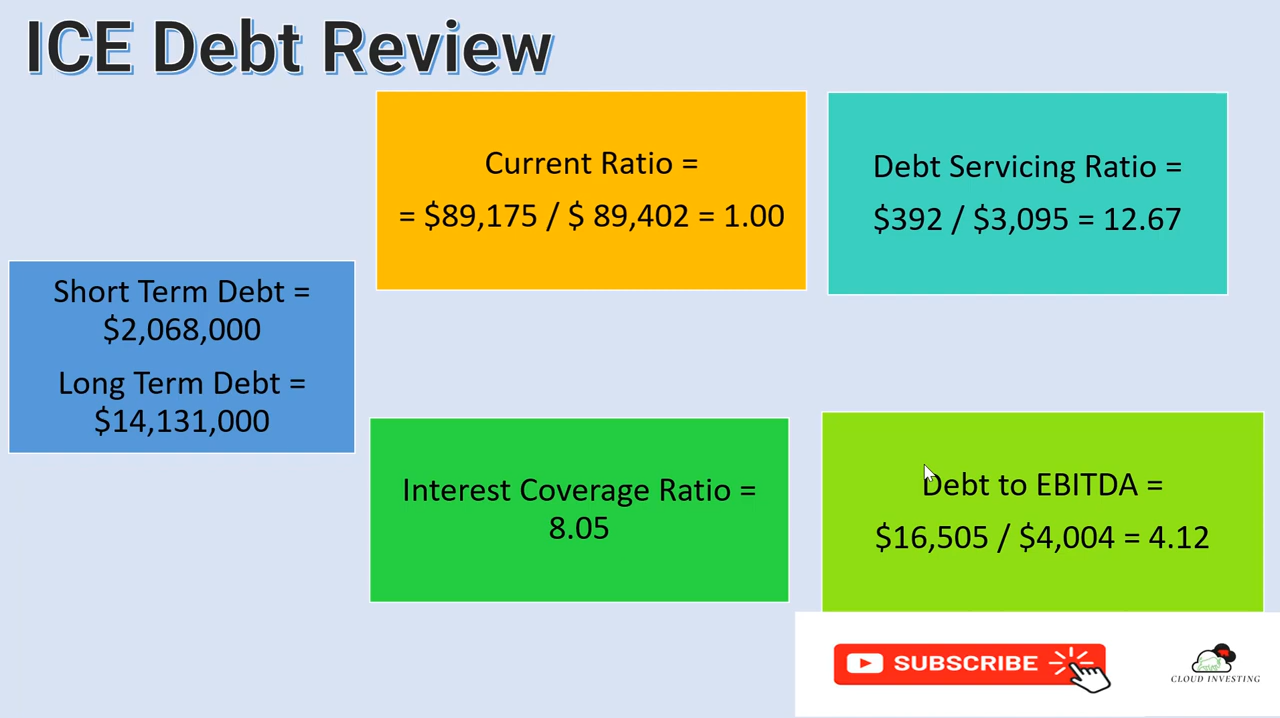 ICE Debt Review
Current Ratio =
= $89,175 / $ 89,402 = 1.00
Debt Servicing Ratio =
$392 / $3,095 = 12.67
Short Term Debt =
$2,068,000
Long Term Debt =
$14,131,000
Interest Coverage Ratio =
8.05
Debt to EBITDA =
$16,505 / $4,004 = 4.12
SUBSCRIBE
CLOUD INVESTING